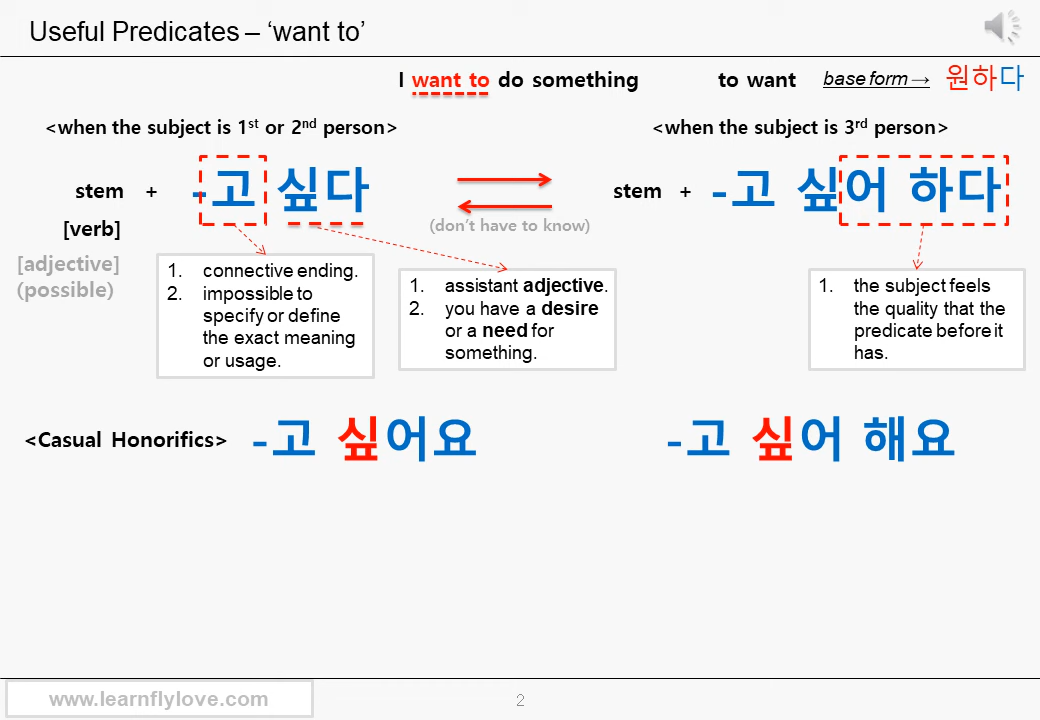 Useful Predicates – ‘want to’
I want to do something
to want base form → 원하다
<when the subject is 1st or 2nd person>
<when the subject is 3rd person>
stem + -고 싶다
stem + -고 싶어 하다
[verb]
(don’t have to know)
[adjective]
(possible)
1. connective ending.
2. impossible to
specify or define
the exact meaning
or usage.
1. assistant adjective.
2. you have a desire
or a need for
something.
1. the subject feels
the quality that the
predicate before it
has.
<Casual Honorifics> -고 싶어요
-고 싶어 해요
www.learnflylove.com
2